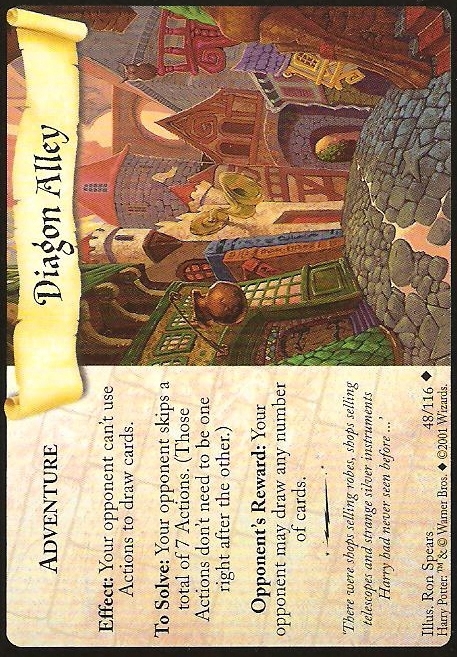 Diagon Alley
ADVENTURE
Effect: Your opponent can't use
Actions to draw cards.
To Solve: Your opponent skips a
total of 7 Actions. (Those
Actions don't need to be one
right after the other.)
Opponent's Reward: Your
opponent may draw any number
of cards.
'There were shops selling robes, shops selling
telescopes and strange silver instruments
Harry had never seen before ...'
Illus. Ron Spears 48/116 ◆
Harry Potter, ™ & © Warner Bros. ◆ ©2001 Wizards.